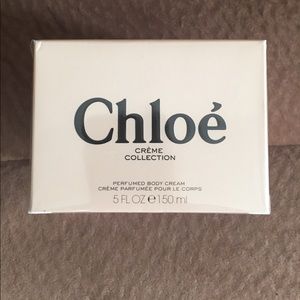 Chloé
CRÈME
COLLECTION
PERFUMED BODY CREAM
CRÈME PARFUMÉE POUR LE CORPS
5 FL OZ e 150 ml